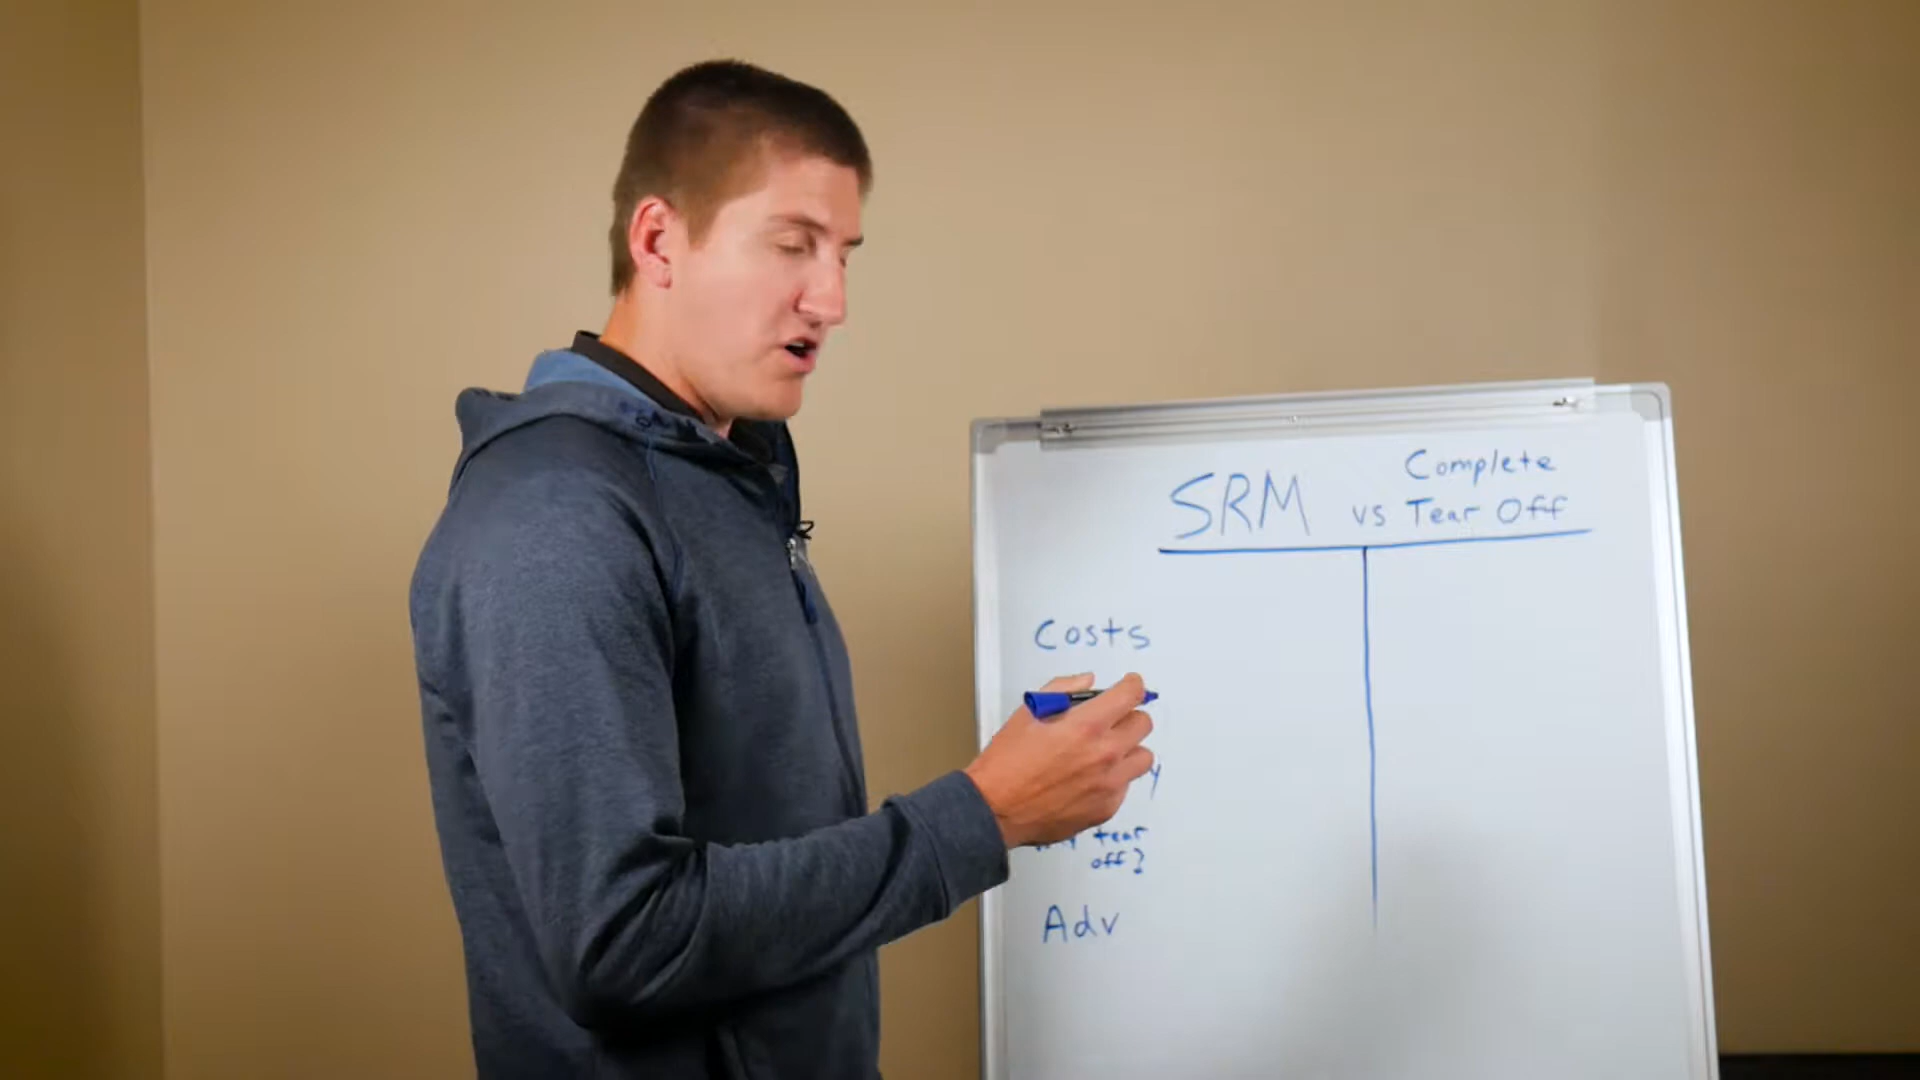 SRM vs Complete
Tear Off
Costs
tear
off?
Adv